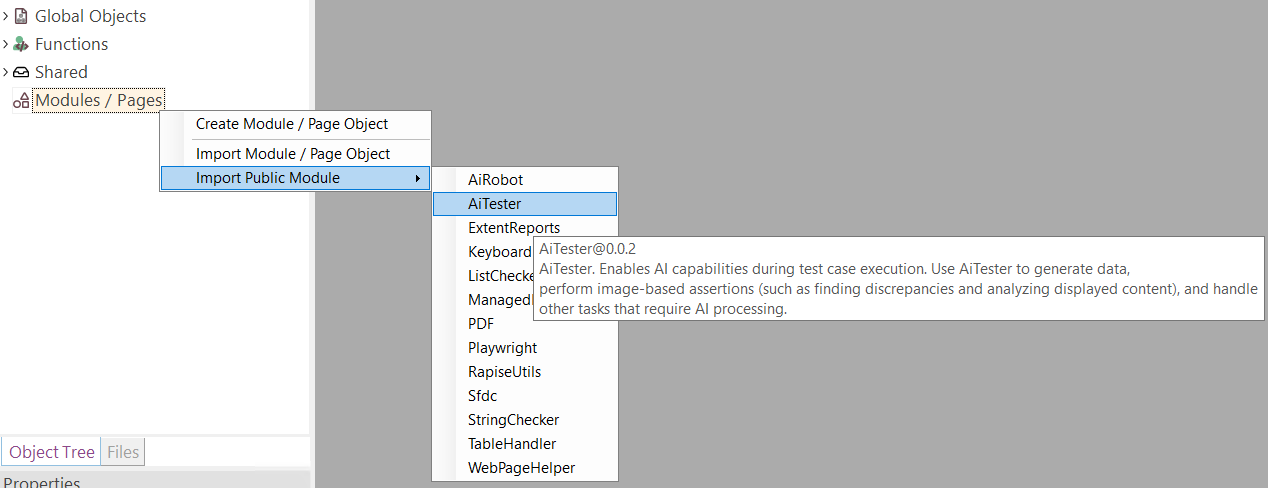 Global Objects
Functions
Shared
Modules / Pages
Create Module / Page Object
Import Module / Page Object
Import Public Module
AiRobot
AiTester
ExtentReports
Keyboard
ListChecke
Managed
PDF
Playwright
RapiseUtils
Sfdc
StringChecker
TableHandler
WebPageHelper
AiTester@0.0.2
AiTester. Enables AI capabilities during test case execution. Use AiTester to generate data,
perform image-based assertions (such as finding discrepancies and analyzing displayed content), and handle
other tasks that require AI processing.
Object Tree Files
Properties